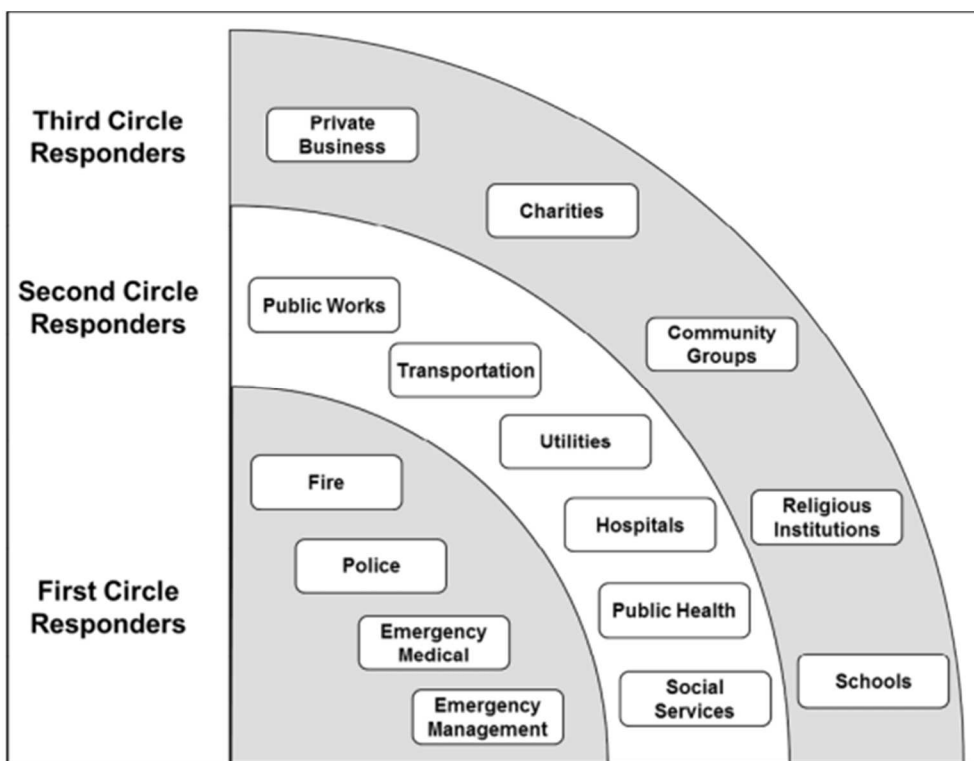 Third Circle
Responders
Private
Business
Charities
Community
Groups
Religious
Institutions
Schools
Second Circle
Responders
Public Works
Transportation
Utilities
Hospitals
Public Health
Social
Services
First Circle
Responders
Fire
Police
Emergency
Medical
Emergency
Management